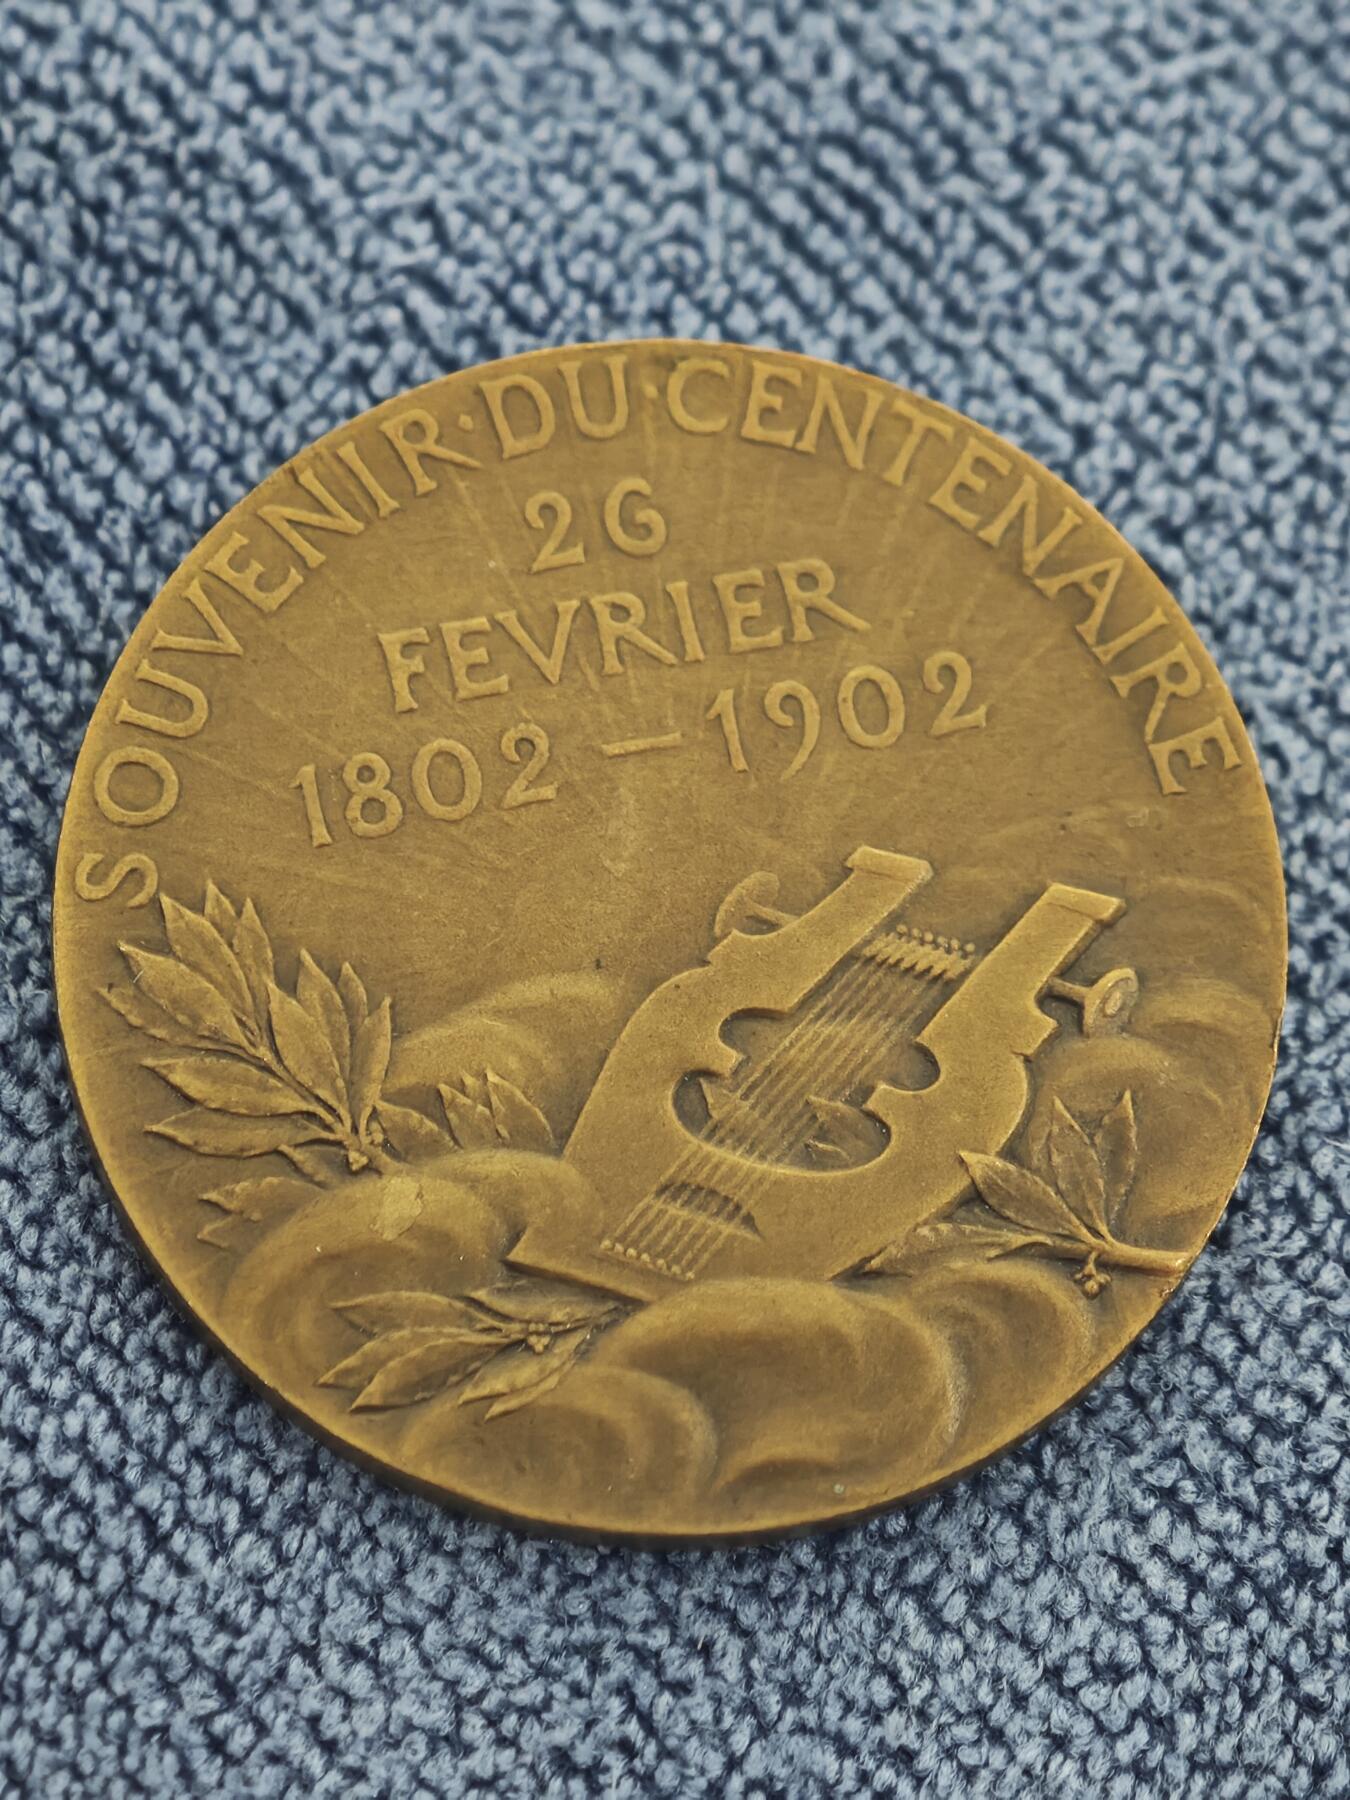 SOUVENIR·DU·CENTENAIRE
26
FEVRIER
1802 — 1902